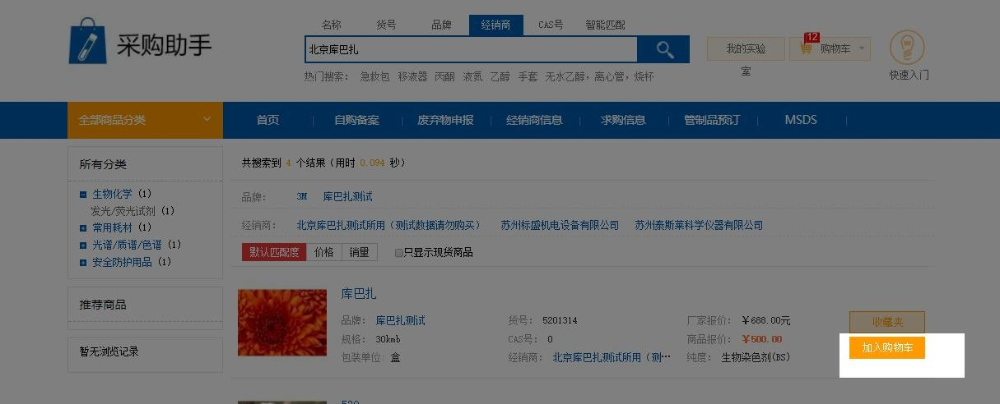 名称 货号 品牌 经销商 CAS号 智能匹配
采购助手
北京库巴扎
我的实验室
12
购物车
快速入门
热门搜索： 急救包 移液器 丙酮 液氮 乙醇 手套 无水乙醇，离心管，烧杯
全部商品分类 首页 自购备案 废弃物申报 经销商信息 求购信息 管制品预订 MSDS
所有分类
生物化学 (1)
发光/荧光试剂 (1)
常用耗材 (1)
光谱/质谱/色谱 (1)
安全防护用品 (1)
推荐商品
暂无浏览记录
共搜索到 4 个结果（用时 0.094 秒）
品牌： 3M 库巴扎测试
经销商： 北京库巴扎测试所用（测试数据请勿购买） 苏州标盛机电设备有限公司 苏州泰斯莱科学仪器有限公司
默认匹配度 价格 销量 只显示现货商品
库巴扎
品牌： 库巴扎测试 货号： 5201314 厂家报价： ￥688.00元
规格： 30kmb CAS号： 0 商品报价： ￥500.00
包装单位: 盒 经销商： 北京库巴扎测试所用（测… 纯度： 生物染色剂(BS)
收藏夹
加入购物车